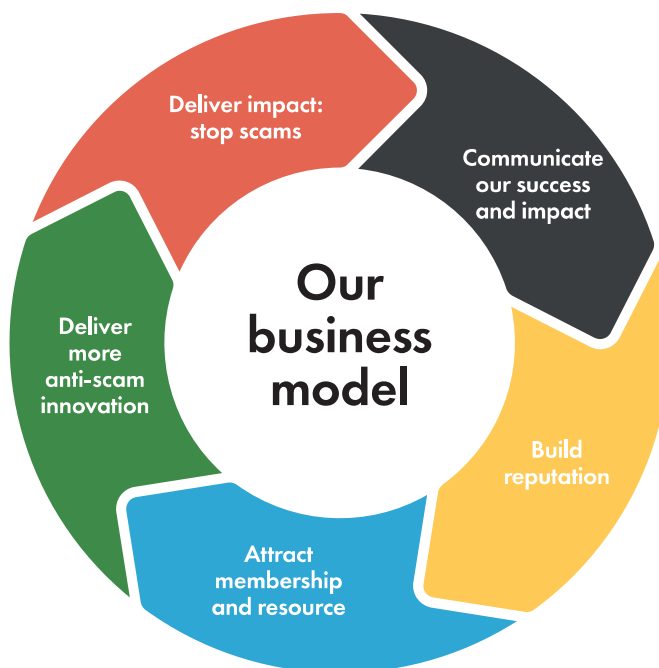 Deliver impact:
stop scams
Communicate
our success
and impact
Our
business
model
Deliver
more
anti-scam
innovation
Build
reputation
Attract
membership
and resource